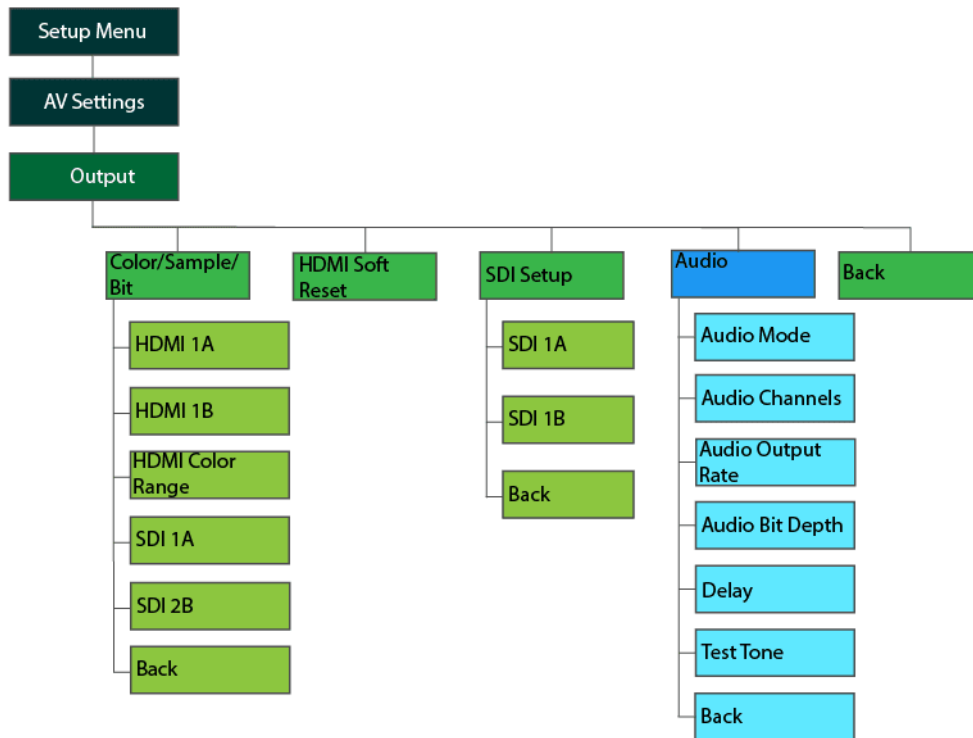 Setup Menu
AV Settings
Output
Color/Sample/
Bit
HDMI 1A
HDMI 1B
HDMI Color
Range
SDI 1A
SDI 2B
Back
HDMI Soft
Reset
SDI Setup
SDI 1A
SDI 1B
Back
Audio
Audio Mode
Audio Channels
Audio Output
Rate
Audio Bit Depth
Delay
Test Tone
Back
Back